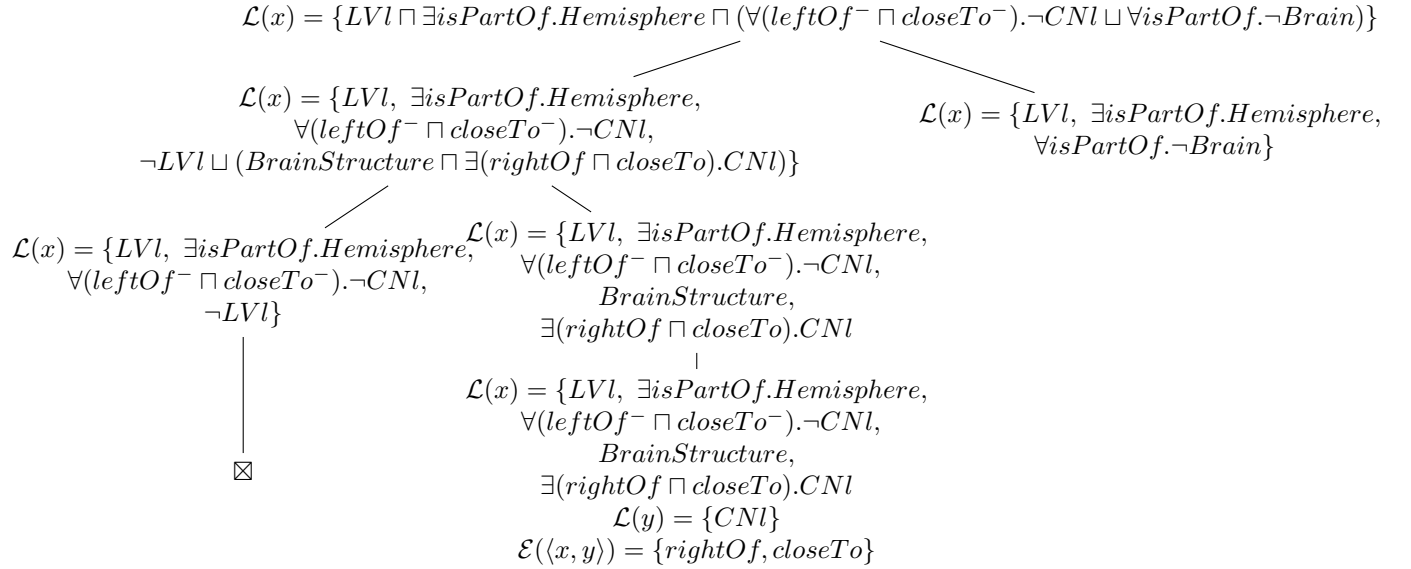 ℒ(x) = {LVl ⊓ ∃isPartOf.Hemisphere ⊓ (∀(leftOf⁻ ⊓ closeTo⁻).¬CNl ⊔ ∀isPartOf.¬Brain)}
ℒ(x) = {LVl, ∃isPartOf.Hemisphere,
∀(leftOf⁻ ⊓ closeTo⁻).¬CNl,
¬LVl ⊔ (BrainStructure ⊓ ∃(rightOf ⊓ closeTo).CNl)}
ℒ(x) = {LVl, ∃isPartOf.Hemisphere,
∀isPartOf.¬Brain}
ℒ(x) = {LVl, ∃isPartOf.Hemisphere,
∀(leftOf⁻ ⊓ closeTo⁻).¬CNl,
¬LVl}
⊠
ℒ(x) = {LVl, ∃isPartOf.Hemisphere,
∀(leftOf⁻ ⊓ closeTo⁻).¬CNl,
BrainStructure,
∃(rightOf ⊓ closeTo).CNl
ℒ(x) = {LVl, ∃isPartOf.Hemisphere,
∀(leftOf⁻ ⊓ closeTo⁻).¬CNl,
BrainStructure,
∃(rightOf ⊓ closeTo).CNl
ℒ(y) = {CNl}
ℰ(⟨x, y⟩) = {rightOf, closeTo}